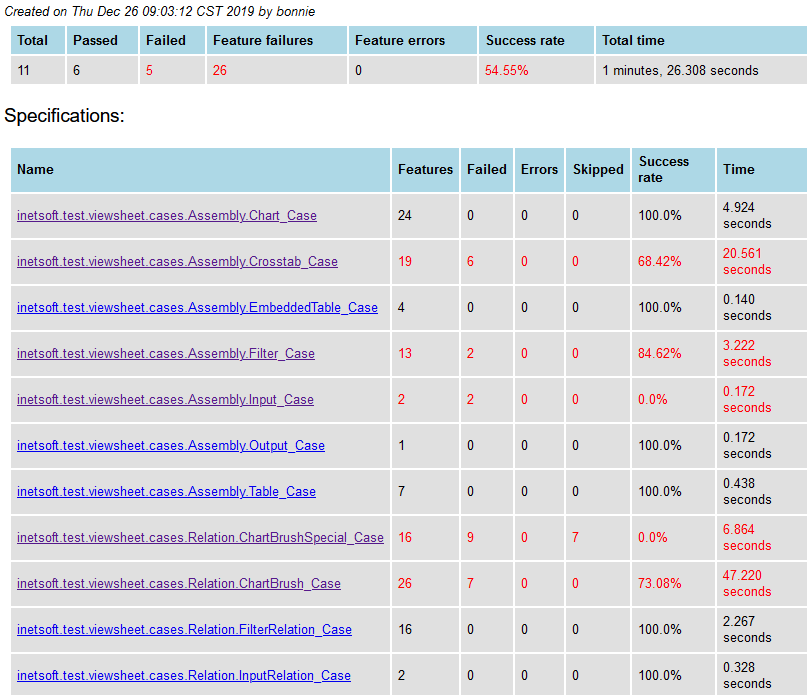 Created on Thu Dec 26 09:03:12 CST 2019 by bonnie
Total Passed Failed Feature failures Feature errors Success rate Total time
11 6 5 26 0 54.55% 1 minutes, 26.308 seconds
Specifications:
Name Features Failed Errors Skipped Success rate Time
inetsoft.test.viewsheet.cases.Assembly.Chart_Case 24 0 0 0 100.0% 4.924 seconds
inetsoft.test.viewsheet.cases.Assembly.Crosstab_Case 19 6 0 0 68.42% 20.561 seconds
inetsoft.test.viewsheet.cases.Assembly.EmbeddedTable_Case 4 0 0 0 100.0% 0.140 seconds
inetsoft.test.viewsheet.cases.Assembly.Filter_Case 13 2 0 0 84.62% 3.222 seconds
inetsoft.test.viewsheet.cases.Assembly.Input_Case 2 2 0 0 0.0% 0.172 seconds
inetsoft.test.viewsheet.cases.Assembly.Output_Case 1 0 0 0 100.0% 0.172 seconds
inetsoft.test.viewsheet.cases.Assembly.Table_Case 7 0 0 0 100.0% 0.438 seconds
inetsoft.test.viewsheet.cases.Relation.ChartBrushSpecial_Case 16 9 0 7 0.0% 6.864 seconds
inetsoft.test.viewsheet.cases.Relation.ChartBrush_Case 26 7 0 0 73.08% 47.220 seconds
inetsoft.test.viewsheet.cases.Relation.FilterRelation_Case 16 0 0 0 100.0% 2.267 seconds
inetsoft.test.viewsheet.cases.Relation.InputRelation_Case 2 0 0 0 100.0% 0.328 seconds